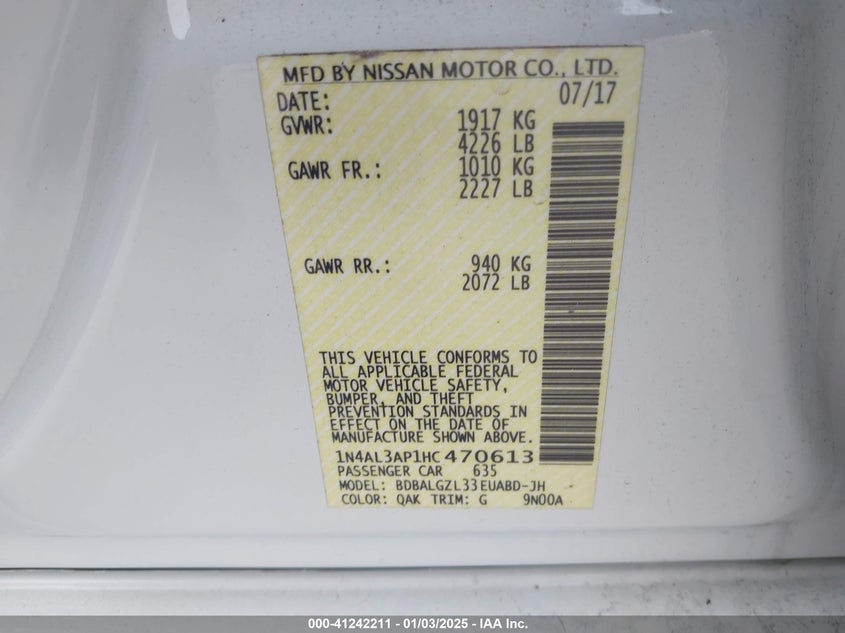 MFD BY NISSAN MOTOR CO., LTD.
DATE: 07/17
GVWR: 1917 KG
4226 LB
GAWR FR.: 1010 KG
2227 LB
GAWR RR.: 940 KG
2072 LB
THIS VEHICLE CONFORMS TO
ALL APPLICABLE FEDERAL
MOTOR VEHICLE SAFETY,
BUMPER, AND THEFT
PREVENTION STANDARDS IN
EFFECT ON THE DATE OF
MANUFACTURE SHOWN ABOVE.
1N4AL3AP1HC470613
PASSENGER CAR 635
MODEL: BDBALGZL33EUABD-JH
COLOR: QAK TRIM: G 9N00A
000-41242211 - 01/03/2025 - IAA Inc.